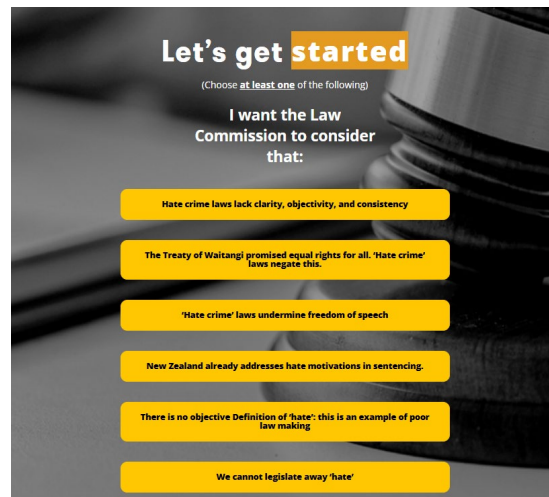 Let's get started
(Choose at least one of the following)
I want the Law
Commission to consider
that:
Hate crime laws lack clarity, objectivity, and consistency
The Treaty of Waitangi promised equal rights for all. ‘Hate crime’
laws negate this.
‘Hate crime’ laws undermine freedom of speech
New Zealand already addresses hate motivations in sentencing.
There is no objective Definition of ‘hate’: this is an example of poor
law making
We cannot legislate away ‘hate’